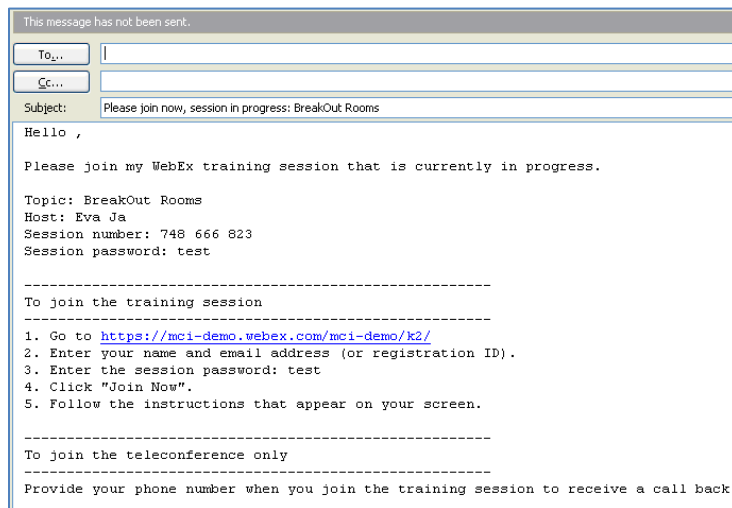 This message has not been sent.
To...
Cc...
Subject: Please join now, session in progress: BreakOut Rooms
Hello ,
Please join my WebEx training session that is currently in progress.
Topic: BreakOut Rooms
Host: Eva Ja
Session number: 748 666 823
Session password: test
-------------------------------------------------------
To join the training session
-------------------------------------------------------
1. Go to https://mci-demo.webex.com/mci-demo/k2/
2. Enter your name and email address (or registration ID).
3. Enter the session password: test
4. Click "Join Now".
5. Follow the instructions that appear on your screen.
-------------------------------------------------------
To join the teleconference only
-------------------------------------------------------
Provide your phone number when you join the training session to receive a call back